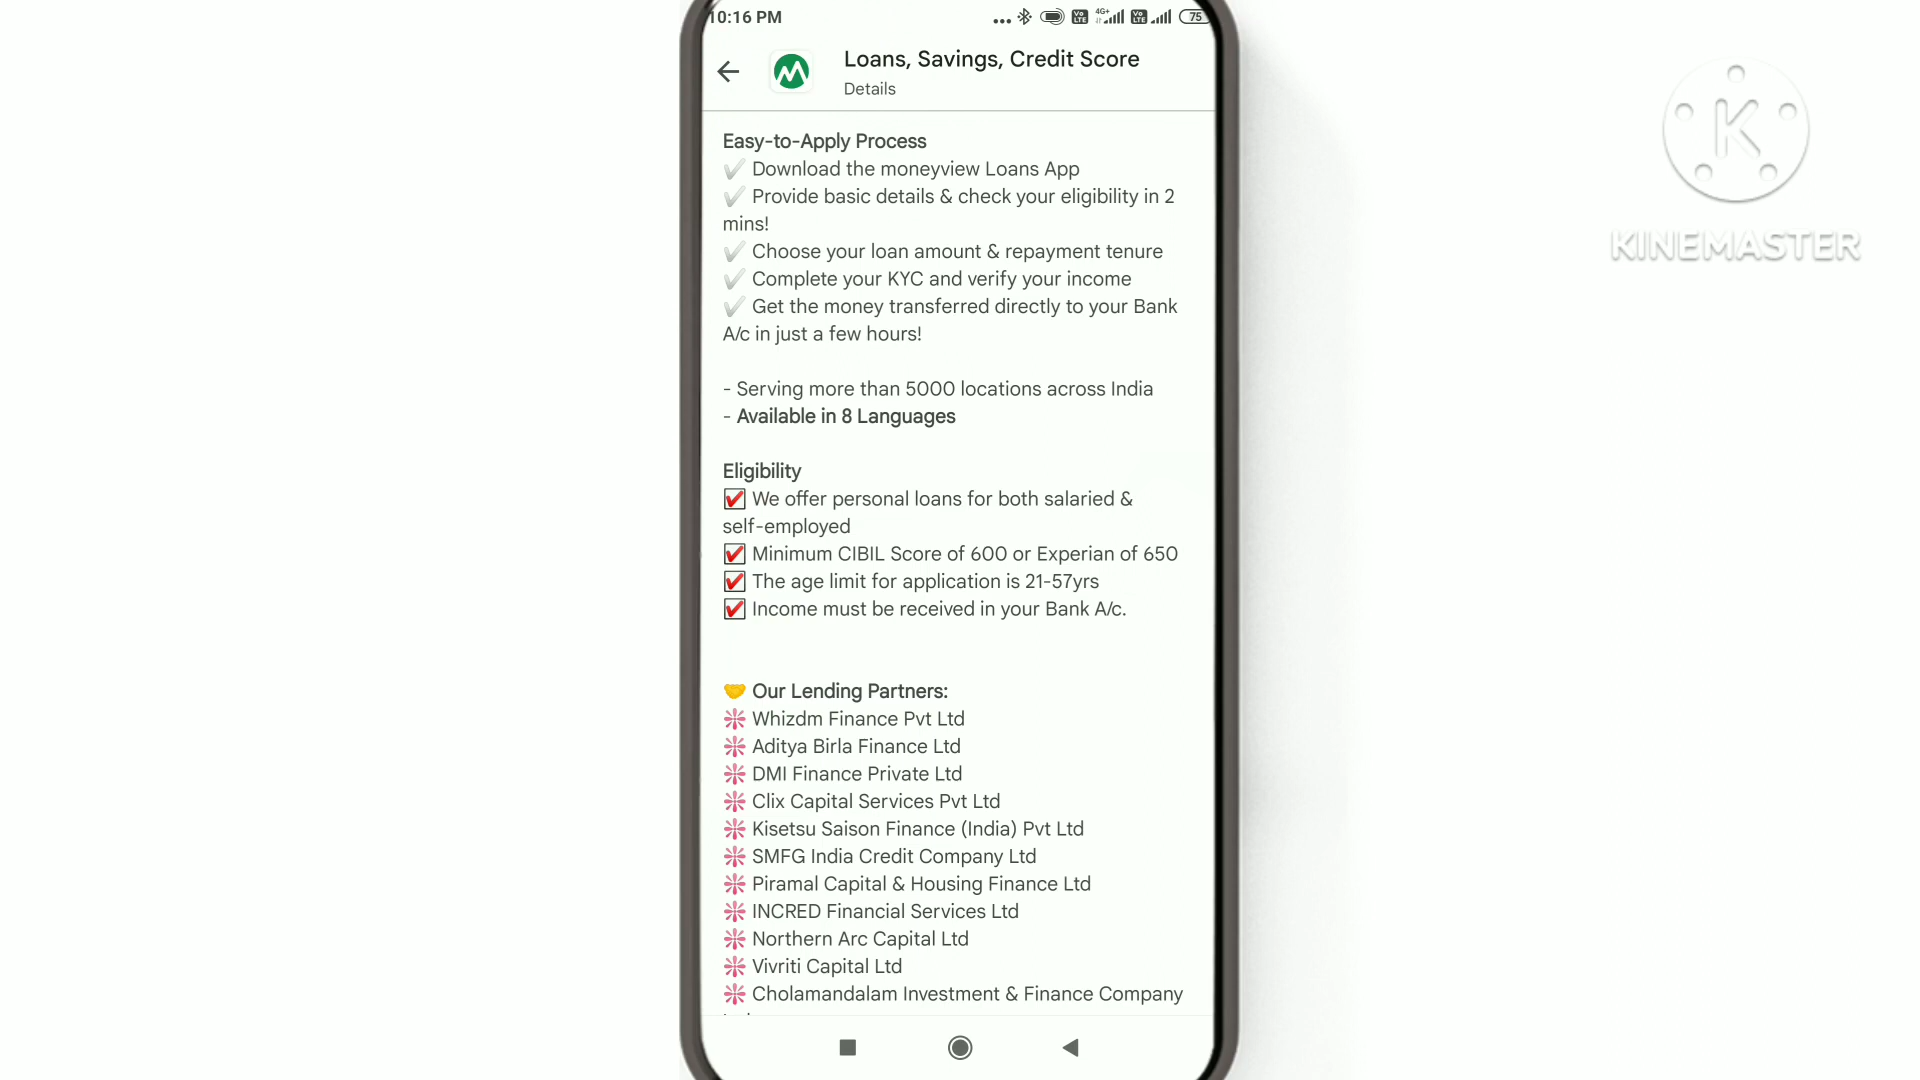 10:16 PM
4G+
Vo
LTE
Vo
LTE
75
Loans, Savings, Credit Score
Details
Easy-to-Apply Process
✔ Download the moneyview Loans App
✔ Provide basic details & check your eligibility in 2
mins!
✔ Choose your loan amount & repayment tenure
✔ Complete your KYC and verify your income
✔ Get the money transferred directly to your Bank
A/c in just a few hours!
- Serving more than 5000 locations across India
- Available in 8 Languages
Eligibility
☑ We offer personal loans for both salaried &
self-employed
☑ Minimum CIBIL Score of 600 or Experian of 650
☑ The age limit for application is 21-57yrs
☑ Income must be received in your Bank A/c.
🤝 Our Lending Partners:
❇ Whizdm Finance Pvt Ltd
❇ Aditya Birla Finance Ltd
❇ DMI Finance Private Ltd
❇ Clix Capital Services Pvt Ltd
❇ Kisetsu Saison Finance (India) Pvt Ltd
❇ SMFG India Credit Company Ltd
❇ Piramal Capital & Housing Finance Ltd
❇ INCRED Financial Services Ltd
❇ Northern Arc Capital Ltd
❇ Vivriti Capital Ltd
❇ Cholamandalam Investment & Finance Company
K
KINEMASTER